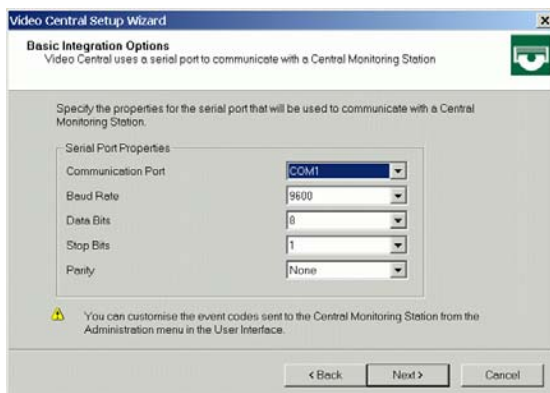 Video Central Setup Wizard
Basic Integration Options
Video Central uses a serial port to communicate with a Central Monitoring Station
Specify the properties for the serial port that will be used to communicate with a Central
Monitoring Station.
Serial Port Properties
Communication Port
COM1
Baud Rate
9600
Data Bits
8
Stop Bits
1
Parity
None
You can customise the event codes sent to the Central Monitoring Station from the
Administration menu in the User Interface.
< Back
Next >
Cancel